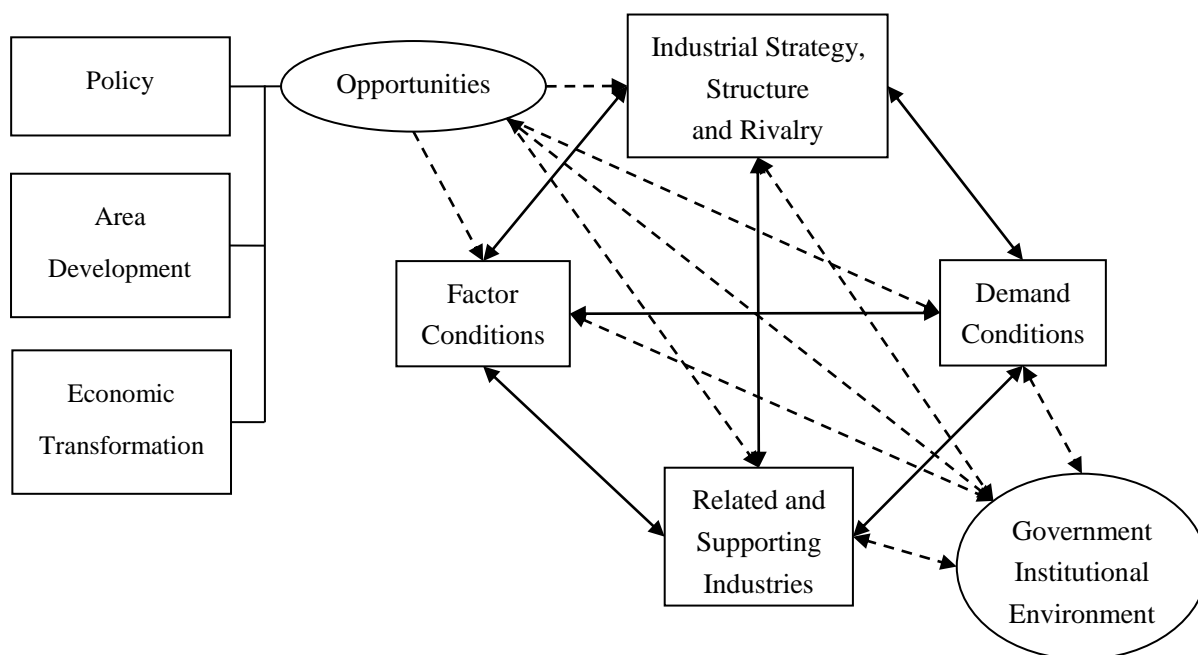 Policy
Opportunities
Industrial Strategy,
Structure
and Rivalry
Area
Development
Factor
Conditions
Demand
Conditions
Economic
Transformation
Related and
Supporting
Industries
Government
Institutional
Environment